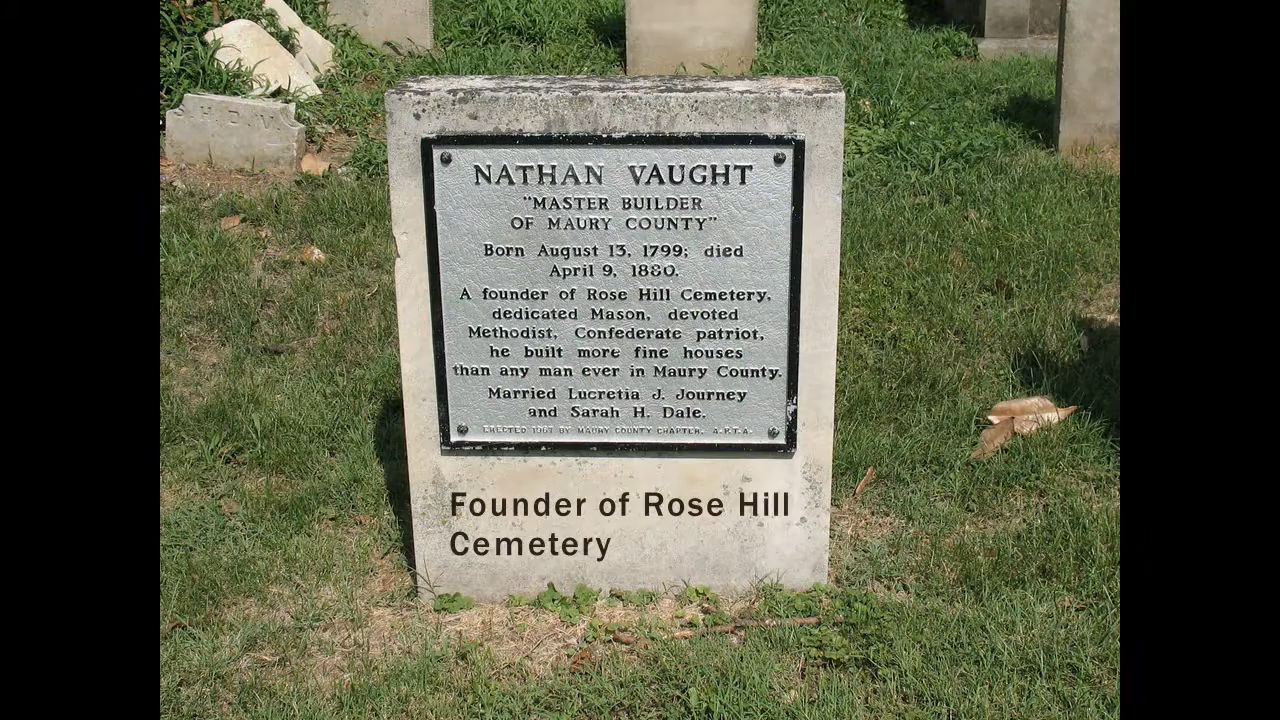 NATHAN VAUGHT
"MASTER BUILDER
OF MAURY COUNTY"
Born August 13, 1799; died
April 9, 1880.
A founder of Rose Hill Cemetery,
dedicated Mason, devoted
Methodist, Confederate patriot,
he built more fine houses
than any man ever in Maury County.
Married Lucretia J. Journey
and Sarah H. Dale.
ERECTED 1967 BY MAURY COUNTY CHAPTER, A.P.T.A.
Founder of Rose Hill
Cemetery